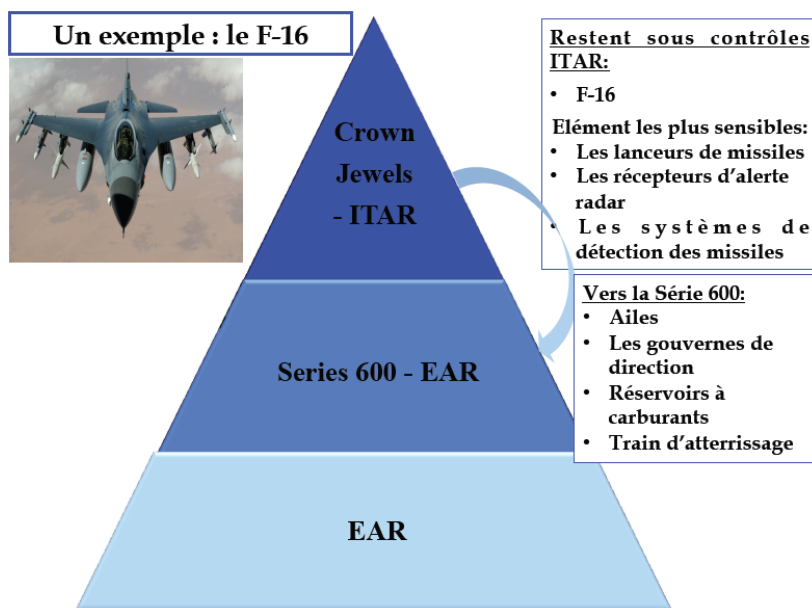 Un exemple : le F-16
Crown
Jewels
- ITAR
Series 600 - EAR
EAR
Restent sous contrôles
ITAR:
• F-16
Elément les plus sensibles:
• Les lanceurs de missiles
• Les récepteurs d'alerte
radar
• Les systèmes de
détection des missiles
Vers la Série 600:
• Ailes
• Les gouvernes de
direction
• Réservoirs à
carburants
• Train d'atterrissage